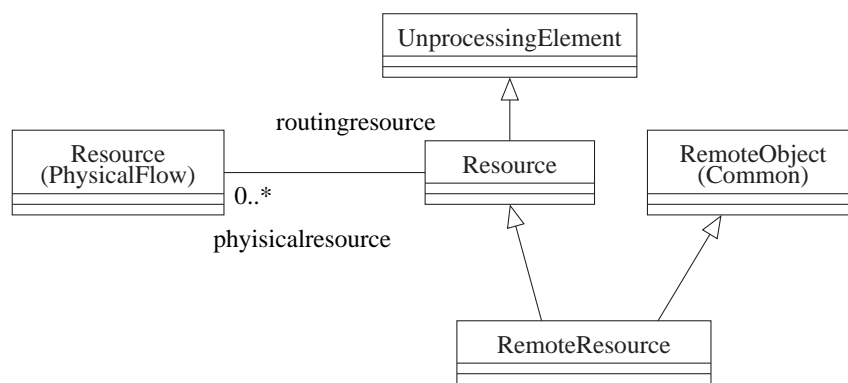 UnprocessingElement
routingresource
Resource
(PhysicalFlow)
Resource
RemoteObject
(Common)
0..*
phyisicalresource
RemoteResource